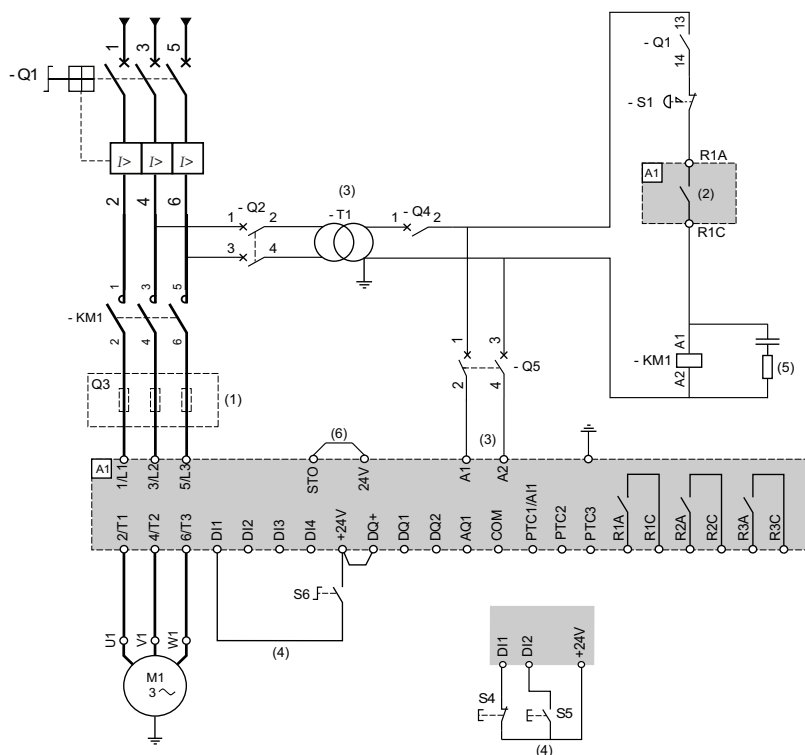 1 3 5
- Q1
I> I> I>
2 4 6
13
- Q1
14
- S1
R1A
A1
(2)
R1C
(3)
1 - Q2 2
- T1
1 - Q4 2
3 4
1 3 5
- KM1
2 4 6
1 3
- Q5
2 4
A1
- KM1
A2
(5)
Q3
(1)
(6)
(3)
A1
1/L1 3/L2 5/L3 STO 24V A1 A2
2/T1 4/T2 6/T3 DI1 DI2 DI3 DI4 +24V DQ+ DQ1 DQ2 AQ1 COM PTC1/AI1 PTC2 PTC3 R1A R1C R2A R2C R3A R3C
S6
(4)
U1 V1 W1
M1
3
DI1 DI2 +24V
S4 S5
(4)